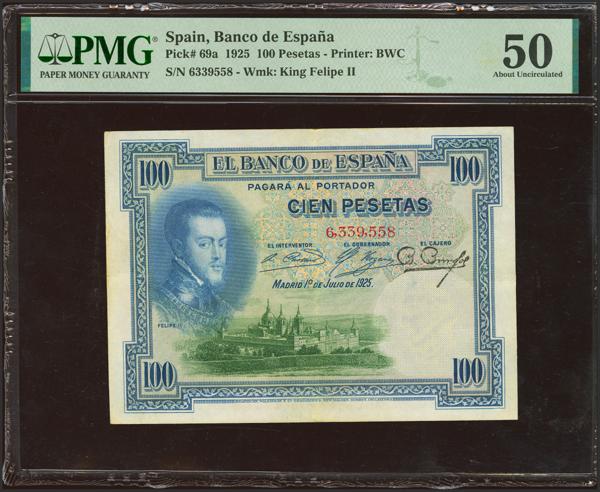 PMG
PAPER MONEY GUARANTY
Spain, Banco de España
Pick# 69a 1925 100 Pesetas - Printer: BWC
S/N 6339558 - Wmk: King Felipe II
50
About Uncirculated
100
EL BANCO DE ESPAÑA
100
PAGARÁ AL PORTADOR
CIEN PESETAS
6,339,558
EL INTERVENTOR
EL GOBERNADOR
EL CAJERO
MADRID 1º DE JULIO DE 1925.
FELIPE II
100
100